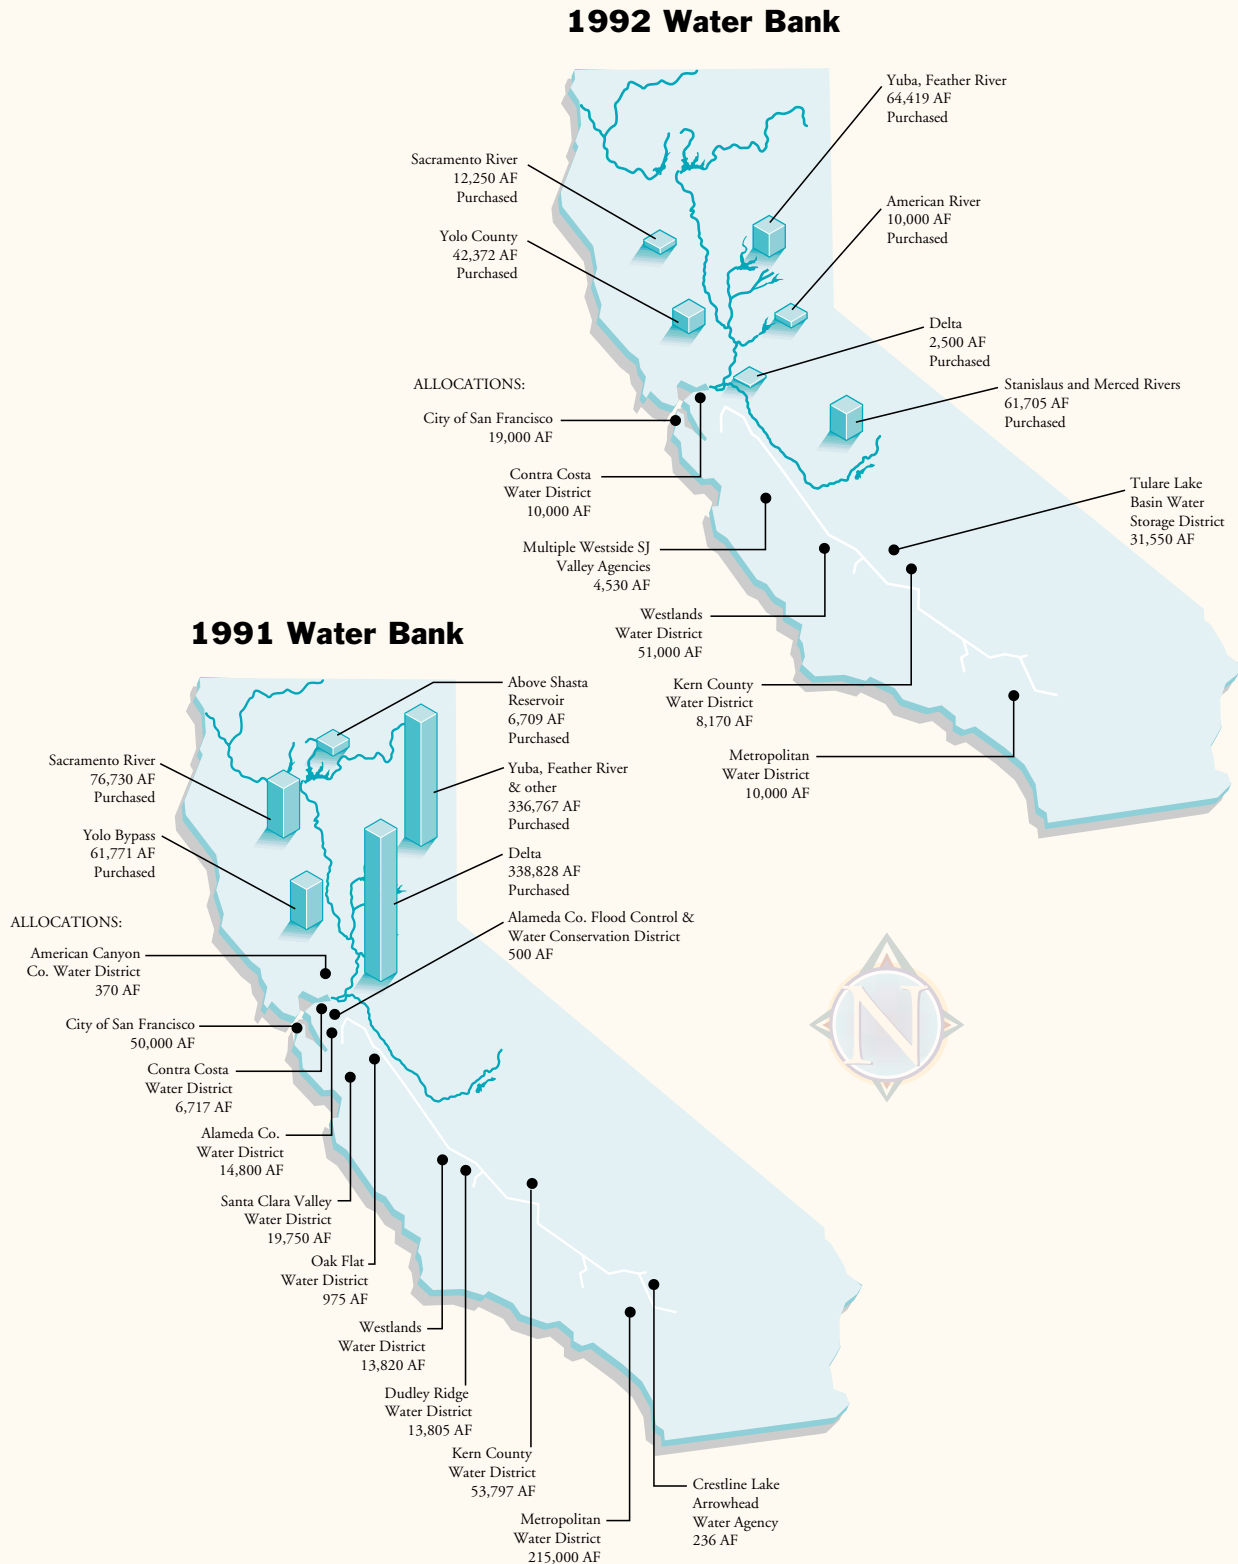 1992 Water Bank
Yuba, Feather River
64,419 AF
Purchased
Sacramento River
12,250 AF
Purchased
American River
10,000 AF
Purchased
Yolo County
42,372 AF
Purchased
Delta
2,500 AF
Purchased
Stanislaus and Merced Rivers
61,705 AF
Purchased
ALLOCATIONS:
City of San Francisco
19,000 AF
Contra Costa
Water District
10,000 AF
Tulare Lake
Basin Water
Storage District
31,550 AF
Multiple Westside SJ
Valley Agencies
4,530 AF
Westlands
Water District
51,000 AF
Kern County
Water District
8,170 AF
Metropolitan
Water District
10,000 AF
1991 Water Bank
Above Shasta
Reservoir
6,709 AF
Purchased
Sacramento River
76,730 AF
Purchased
Yuba, Feather River
& other
336,767 AF
Purchased
Yolo Bypass
61,771 AF
Purchased
Delta
338,828 AF
Purchased
ALLOCATIONS:
Alameda Co. Flood Control &
Water Conservation District
500 AF
American Canyon
Co. Water District
370 AF
City of San Francisco
50,000 AF
Contra Costa
Water District
6,717 AF
Alameda Co.
Water District
14,800 AF
Santa Clara Valley
Water District
19,750 AF
Oak Flat
Water District
975 AF
Westlands
Water District
13,820 AF
Dudley Ridge
Water District
13,805 AF
Kern County
Water District
53,797 AF
Metropolitan
Water District
215,000 AF
Crestline Lake
Arrowhead
Water Agency
236 AF
N